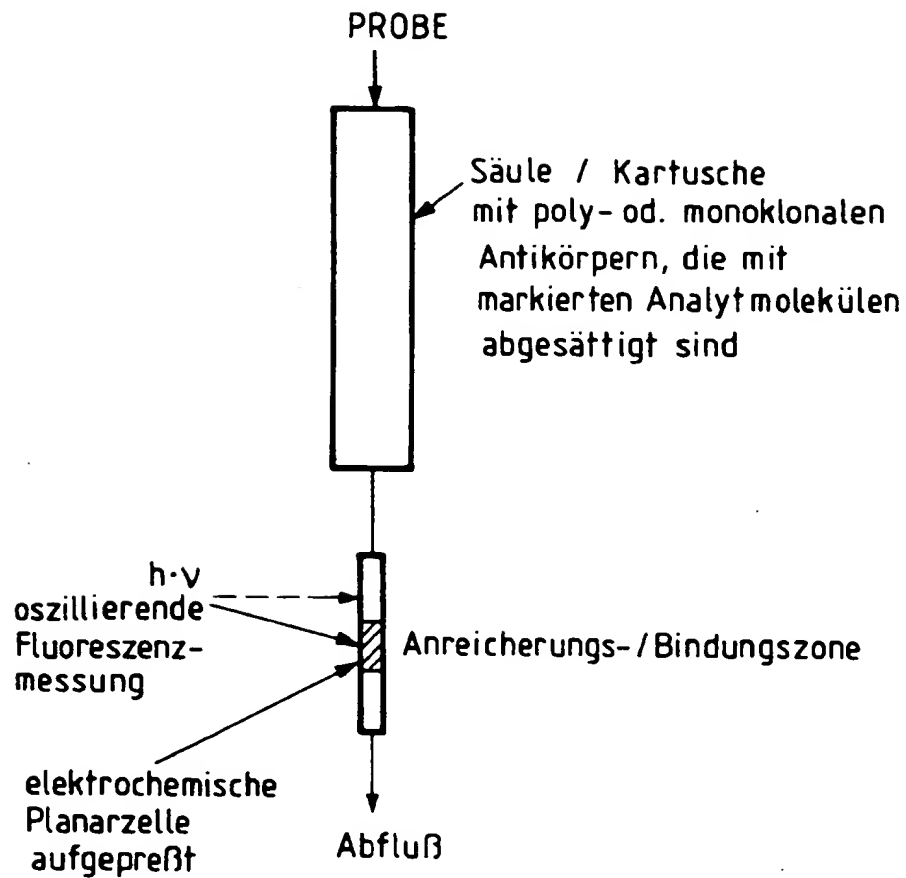 PROBE
Säule / Kartusche
mit poly- od. monoklonalen
Antikörpern, die mit
markierten Analytmolekülen
abgesättigt sind
h·ν
oszillierende
Fluoreszenz-
messung
Anreicherungs-/Bindungszone
elektrochemische
Planarzelle
aufgepreßt
Abfluß